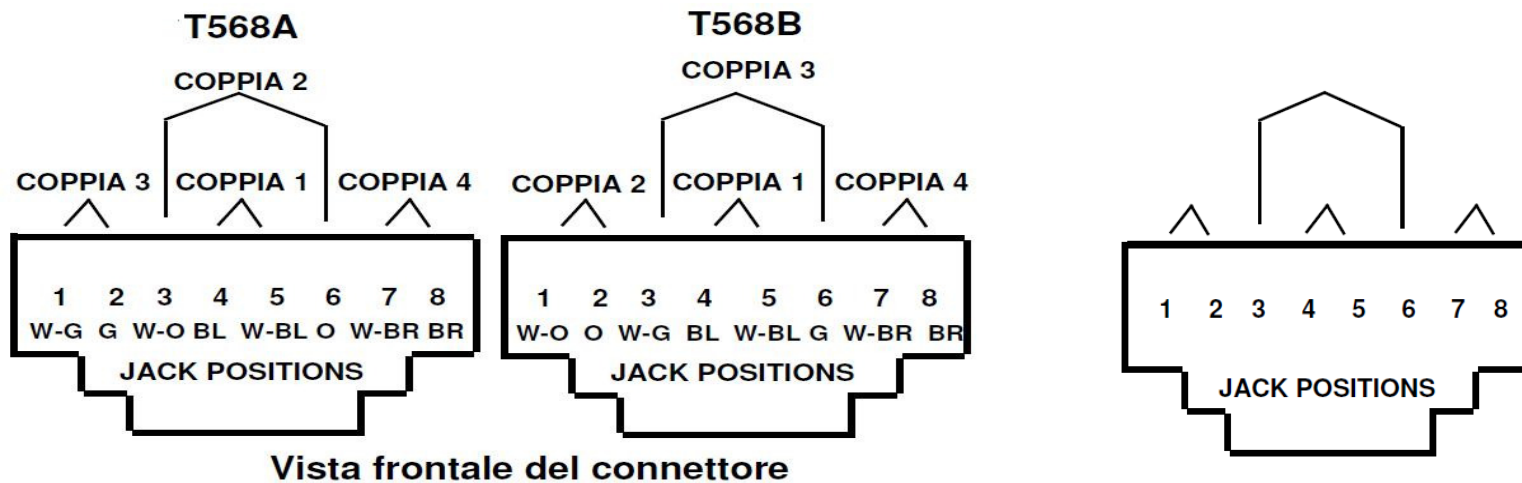 T568A
COPPIA 2
COPPIA 3 COPPIA 1 COPPIA 4
1 2 3 4 5 6 7 8
W-G G W-O BL W-BL O W-BR BR
JACK POSITIONS
T568B
COPPIA 3
COPPIA 2 COPPIA 1 COPPIA 4
1 2 3 4 5 6 7 8
W-O O W-G BL W-BL G W-BR BR
JACK POSITIONS
Vista frontale del connettore
1 2 3 4 5 6 7 8
JACK POSITIONS